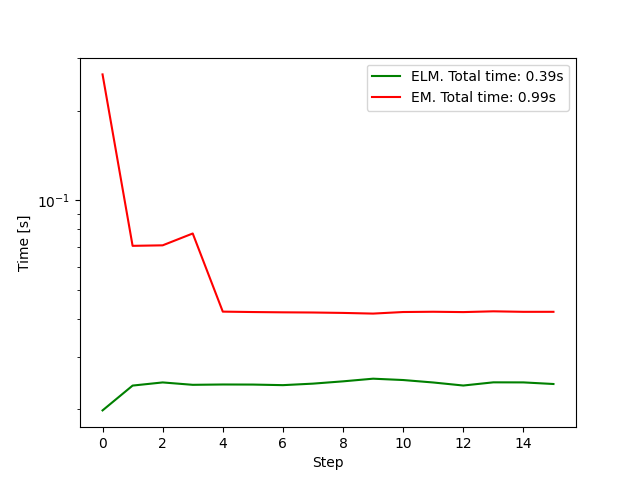 ELM. Total time: 0.39s
EM. Total time: 0.99s
Time [s]
10⁻¹
0 2 4 6 8 10 12 14
Step